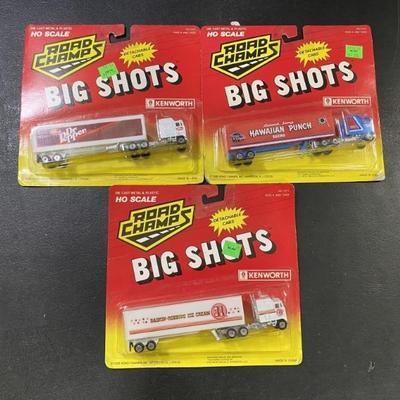 DIE CAST METAL & PLASTIC
HO SCALE
ROAD CHAMPS
DETACHABLE CABS
BIG SHOTS
KENWORTH
Dr Pepper
DIE CAST METAL & PLASTIC
HO SCALE
ROAD CHAMPS
DETACHABLE CABS
BIG SHOTS
KENWORTH
HAWAIIAN PUNCH
DIE CAST METAL & PLASTIC
HO SCALE
ROAD CHAMPS
DETACHABLE CABS
BIG SHOTS
KENWORTH
BASKIN-ROBBINS ICE CREAM
31